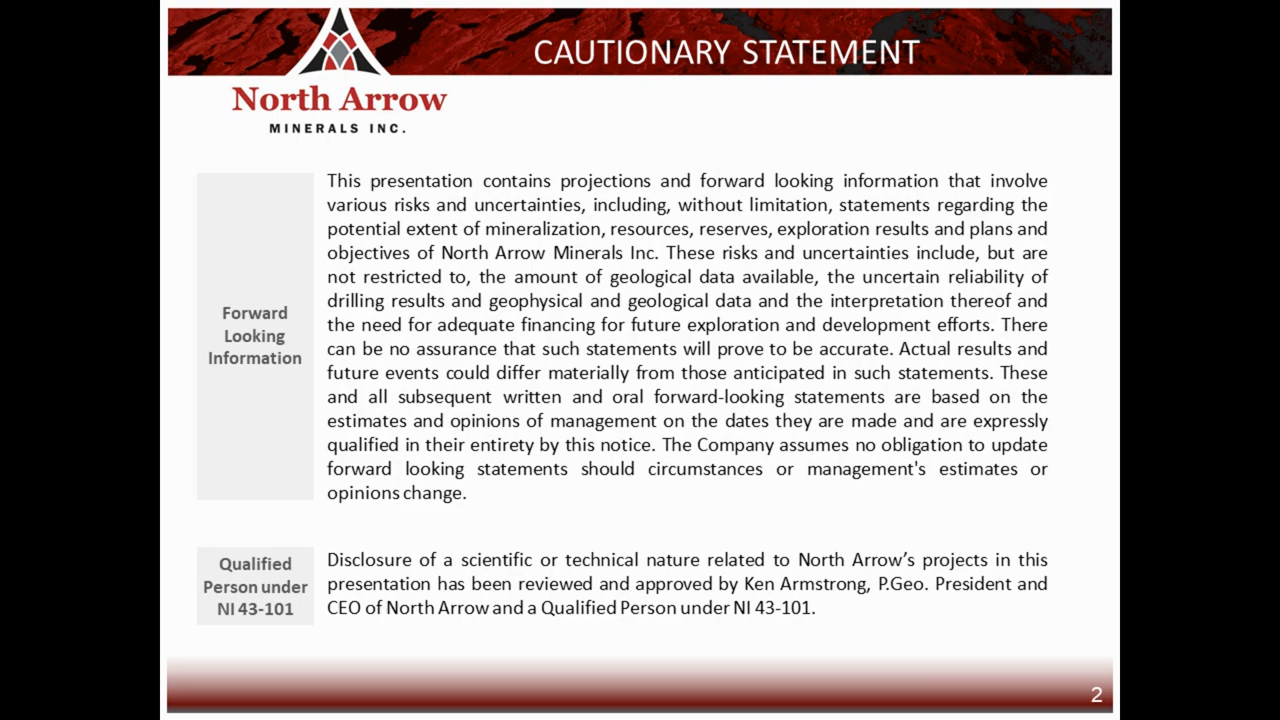 CAUTIONARY STATEMENT
North Arrow
MINERALS INC.
Forward
Looking
Information
This presentation contains projections and forward looking information that involve
various risks and uncertainties, including, without limitation, statements regarding the
potential extent of mineralization, resources, reserves, exploration results and plans and
objectives of North Arrow Minerals Inc. These risks and uncertainties include, but are
not restricted to, the amount of geological data available, the uncertain reliability of
drilling results and geophysical and geological data and the interpretation thereof and
the need for adequate financing for future exploration and development efforts. There
can be no assurance that such statements will prove to be accurate. Actual results and
future events could differ materially from those anticipated in such statements. These
and all subsequent written and oral forward-looking statements are based on the
estimates and opinions of management on the dates they are made and are expressly
qualified in their entirety by this notice. The Company assumes no obligation to update
forward looking statements should circumstances or management's estimates or
opinions change.
Qualified
Person under
NI 43-101
Disclosure of a scientific or technical nature related to North Arrow’s projects in this
presentation has been reviewed and approved by Ken Armstrong, P.Geo. President and
CEO of North Arrow and a Qualified Person under NI 43-101.
2